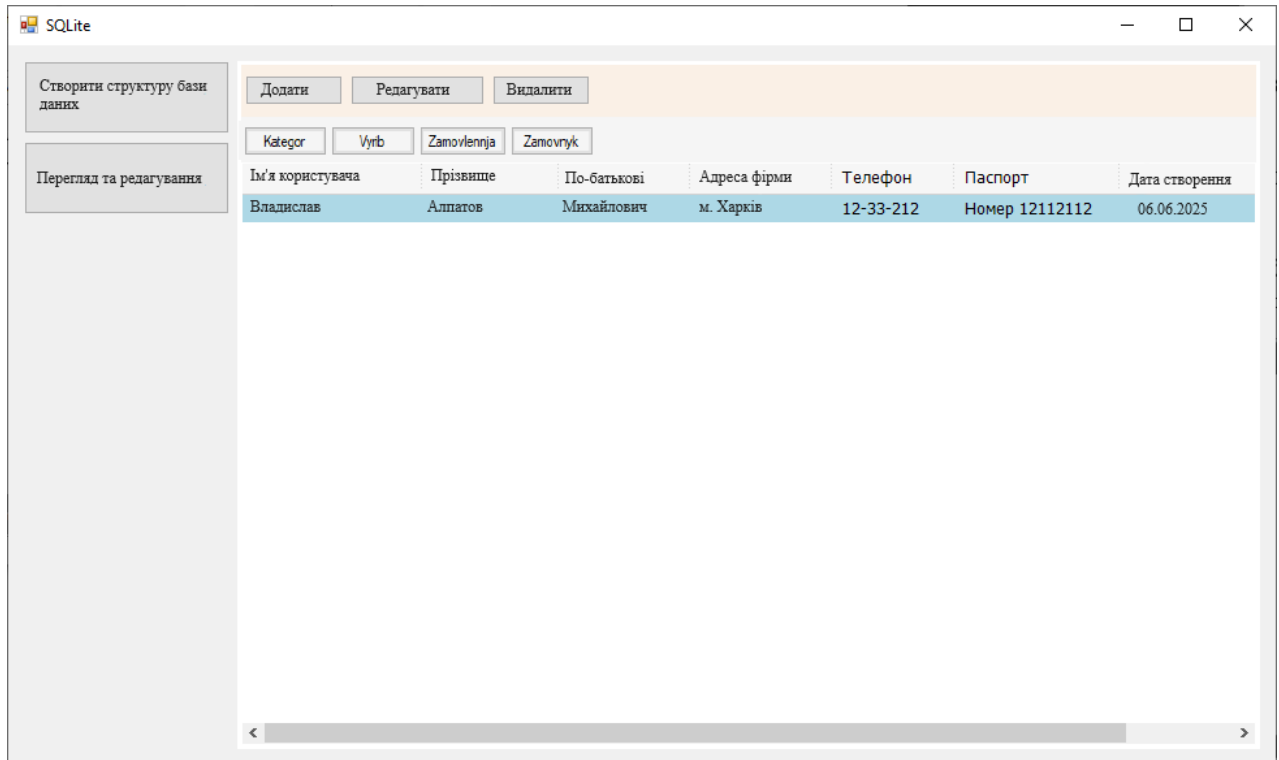 SQLite
Створити структуру бази
даних
Перегляд та редагування
Додати Редагувати Видалити
Kategor Vyrib Zamovlennja Zamovnyk
Ім'я користувача Прізвище По-батькові Адреса фірми Телефон Паспорт Дата створення
Владислав Алпатов Михайлович м. Харків 12-33-212 Номер 12112112 06.06.2025